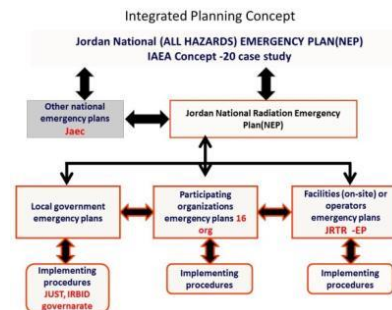 Integrated Planning Concept
Jordan National (ALL HAZARDS) EMERGENCY PLAN(NEP)
IAEA Concept -20 case study
Other national
emergency plans
Jaec
Jordan National Radiation Emergency
Plan(NEP)
Local government
emergency plans
Participating
organizations
emergency plans 16
org
Facilities (on-site) or
operators
emergency plans
JRTR -EP
Implementing
procedures
JUST, IRBID
governarate
Implementing
procedures
Implementing
procedures